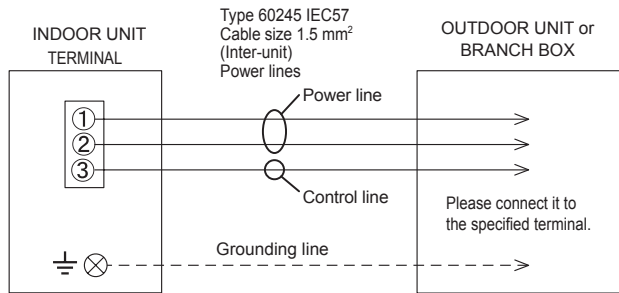 INDOOR UNIT
TERMINAL
Type 60245 IEC57
Cable size 1.5 mm²
(Inter-unit)
Power lines
OUTDOOR UNIT or
BRANCH BOX
Power line
①
②
③
Control line
Please connect it to
the specified terminal.
Grounding line